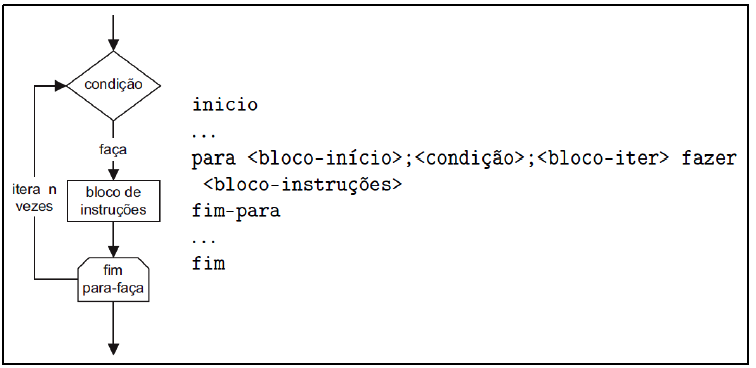 condição
faça
itera n
vezes
bloco de
instruções
fim
para-faça
inicio
...
para <bloco-início>;<condição>;<bloco-iter> fazer
<bloco-instruções>
fim-para
...
fim